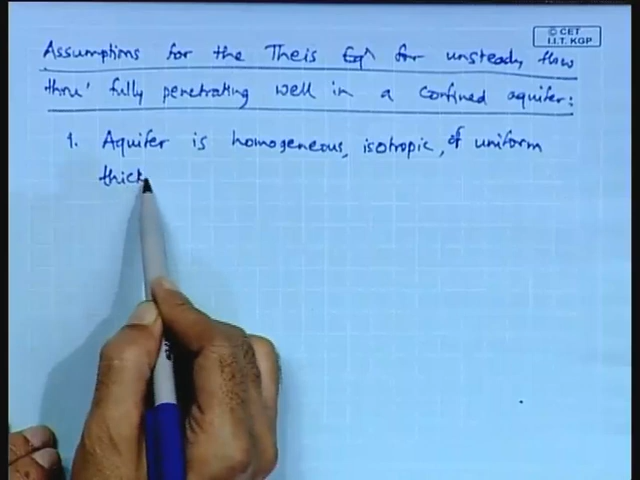 © CET
I.I.T. KGP
Assumptions for the Theis Eqn for unsteady flow
thru' fully penetrating well in a confined aquifer:
1. Aquifer is homogeneous, isotropic, of uniform
thick